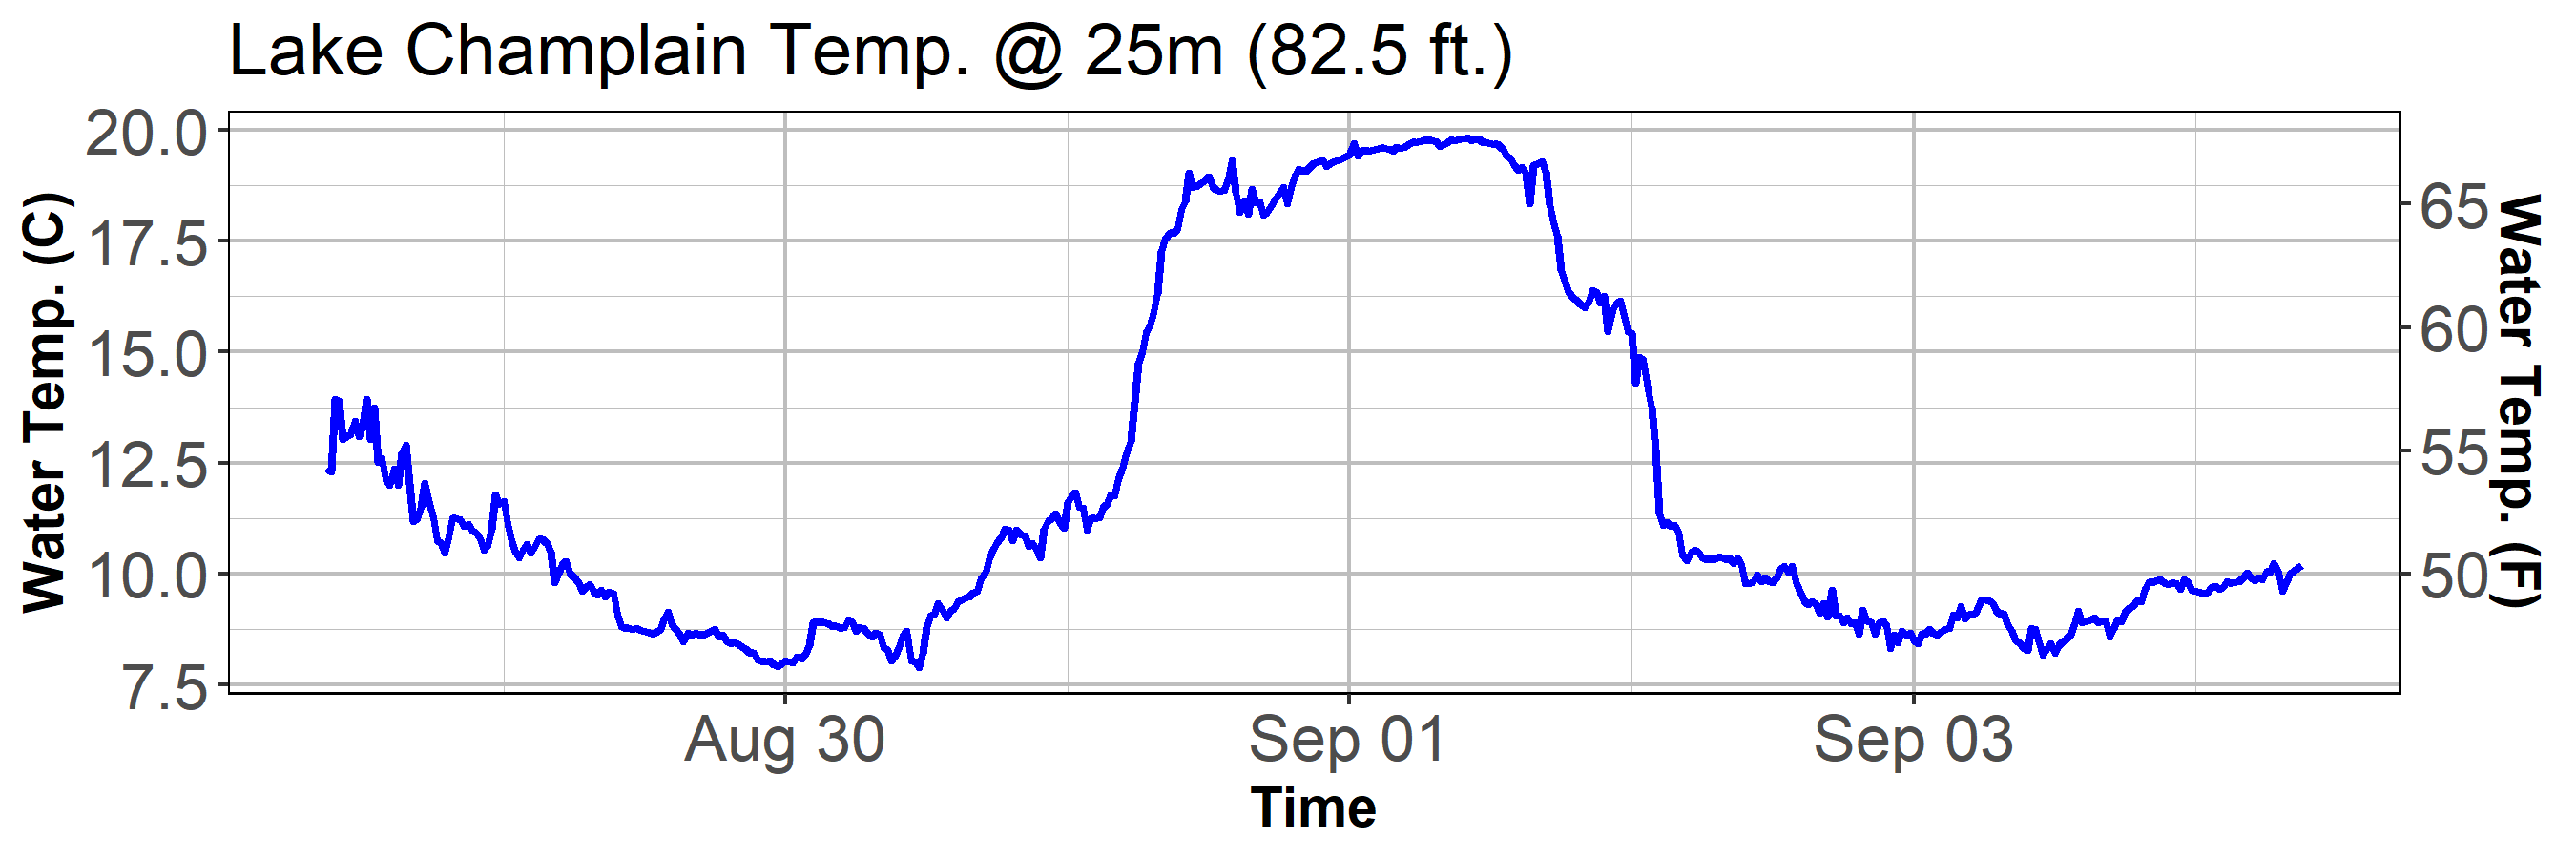 Lake Champlain Temp. @ 25m (82.5 ft.)
Water Temp. (C)
20.0
17.5
15.0
12.5
10.0
7.5
65
60
55
50
Water Temp. (F)
Aug 30 Sep 01 Sep 03
Time